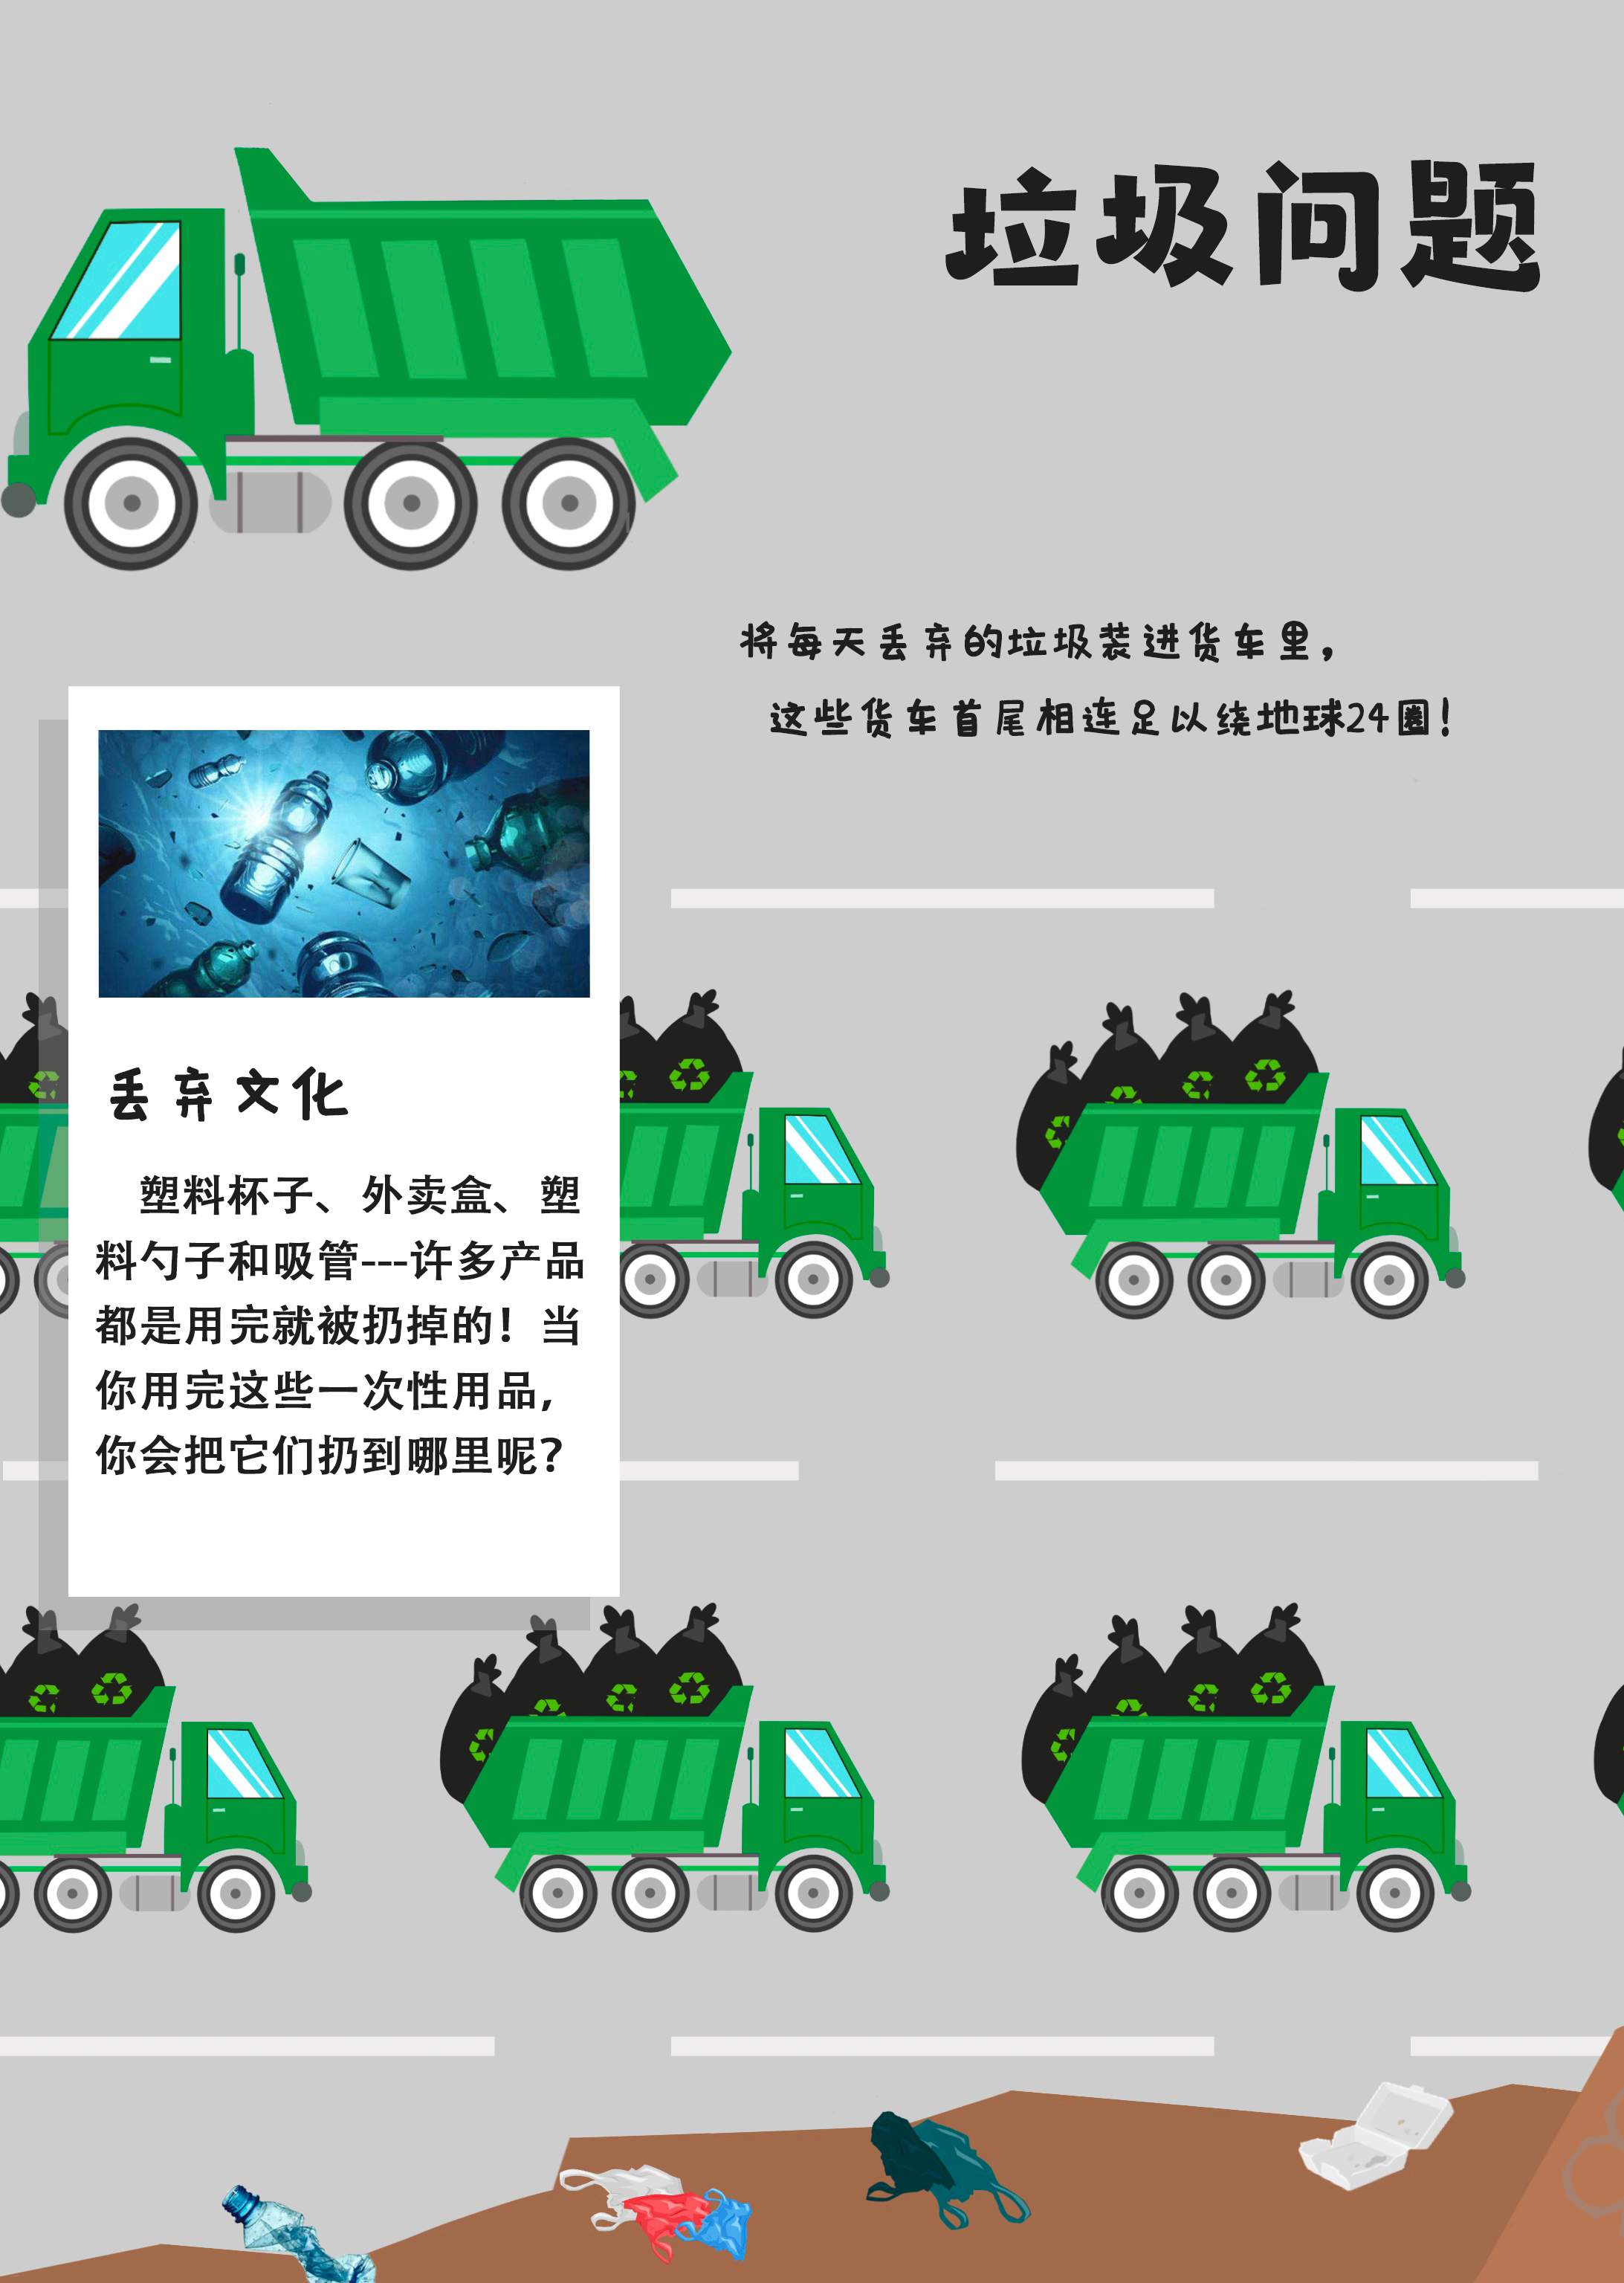 垃圾问题
将每天丢弃的垃圾装进货车里，
这些货车首尾相连足以绕地球24圈！
丢弃文化
塑料杯子、外卖盒、塑
料勺子和吸管---许多产品
都是用完就被扔掉的！当
你用完这些一次性用品，
你会把它们扔到哪里呢？